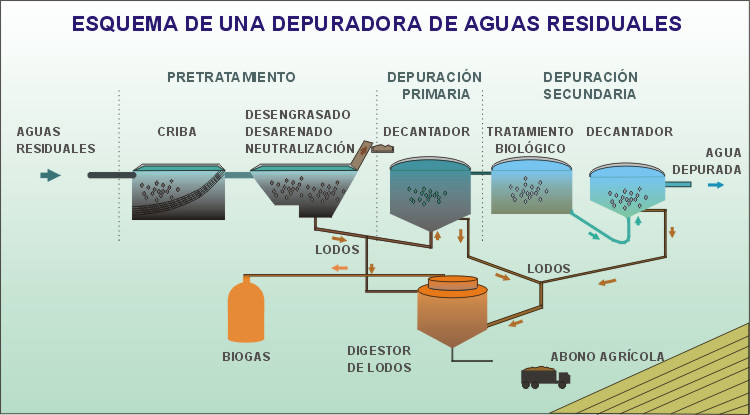 ESQUEMA DE UNA DEPURADORA DE AGUAS RESIDUALES
PRETRATAMIENTO
DEPURACIÓN
PRIMARIA
DEPURACIÓN
SECUNDARIA
AGUAS
RESIDUALES
CRIBA
DESENGRASADO
DESARENADO
NEUTRALIZACIÓN
DECANTADOR
TRATAMIENTO
BIOLÓGICO
DECANTADOR
AGUA
DEPURADA
LODOS
LODOS
BIOGAS
DIGESTOR
DE LODOS
ABONO AGRÍCOLA